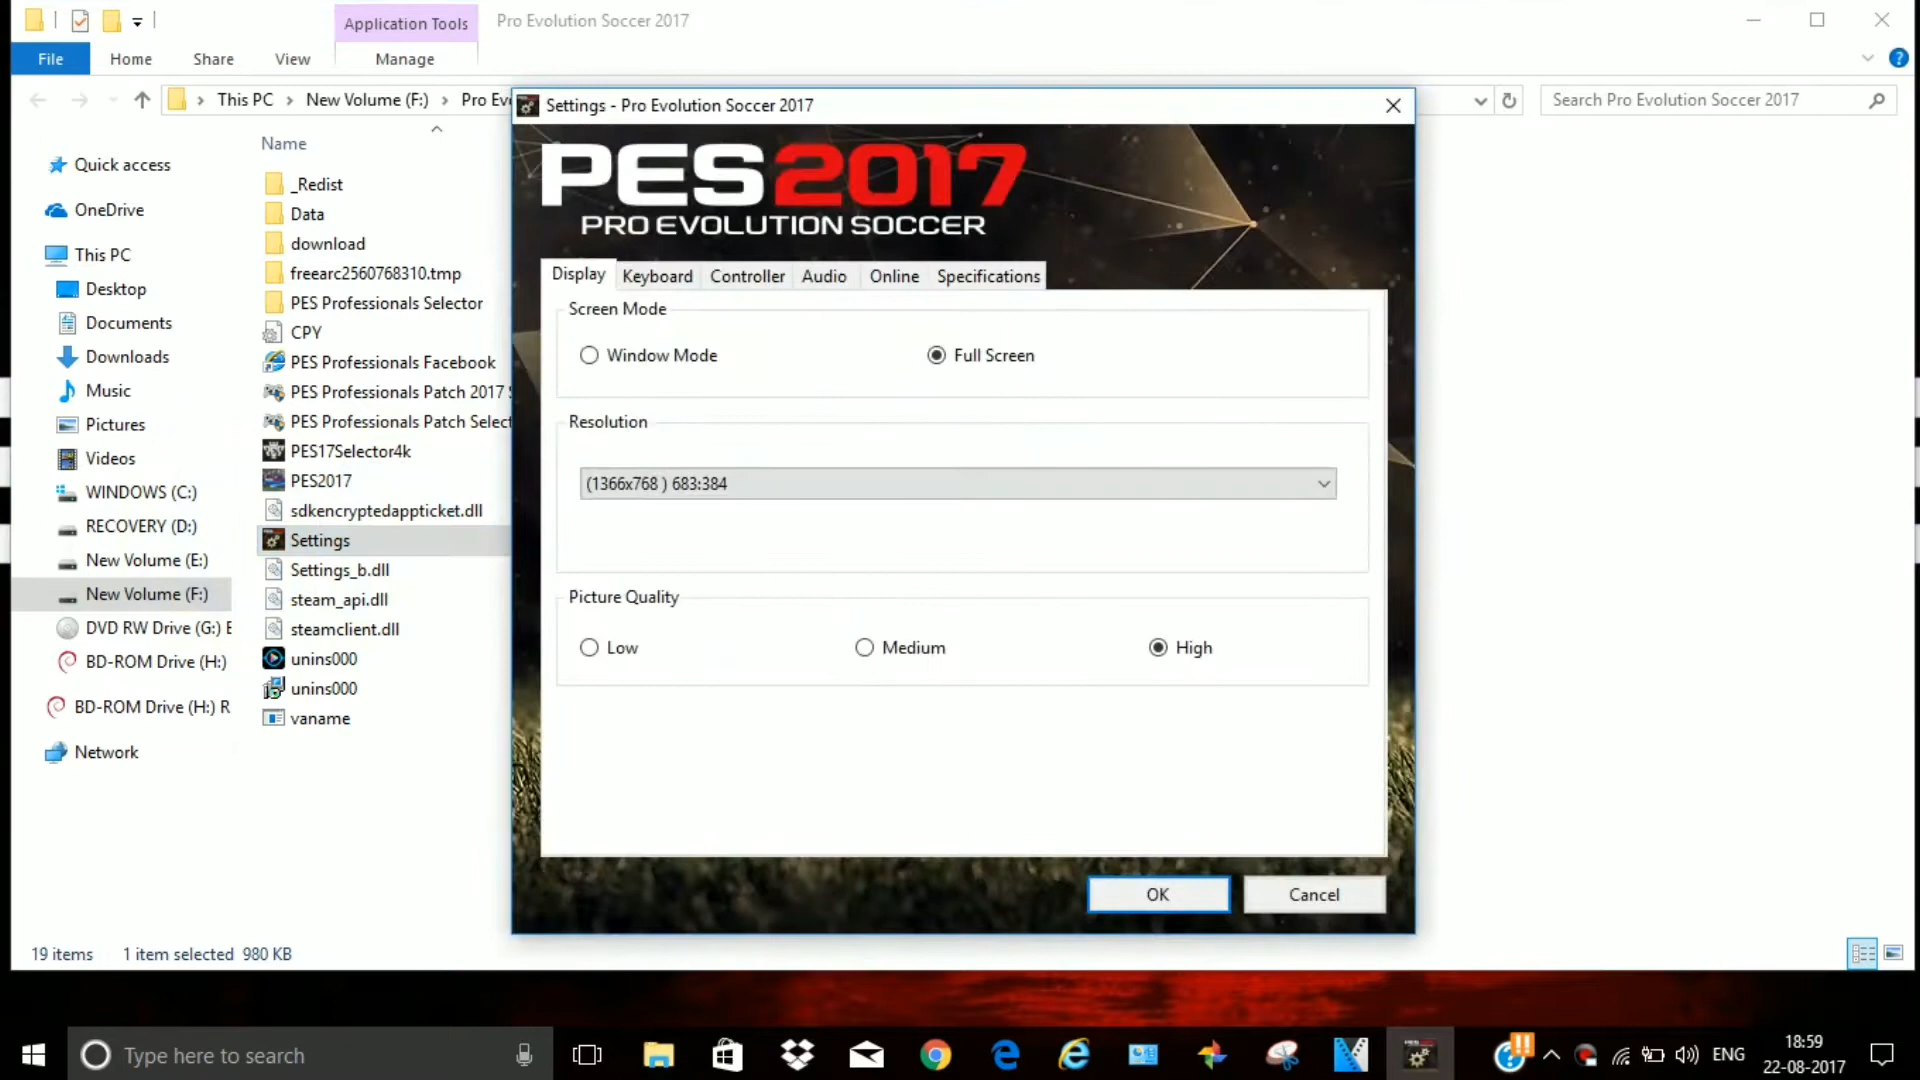 Application Tools
Pro Evolution Soccer 2017
File
Home
Share
View
Manage
This PC
New Volume (F:)
Pro Ev
Search Pro Evolution Soccer 2017
Quick access
OneDrive
This PC
Desktop
Documents
Downloads
Music
Pictures
Videos
WINDOWS (C:)
RECOVERY (D:)
New Volume (E:)
New Volume (F:)
DVD RW Drive (G:) E
BD-ROM Drive (H:)
BD-ROM Drive (H:) R
Network
Name
_Redist
Data
download
freearc2560768310.tmp
PES Professionals Selector
CPY
PES Professionals Facebook
PES Professionals Patch 2017 S
PES Professionals Patch Select
PES17Selector4k
PES2017
sdkencryptedappticket.dll
Settings
Settings_b.dll
steam_api.dll
steamclient.dll
unins000
unins000
vaname
Settings - Pro Evolution Soccer 2017
PES2017
PRO EVOLUTION SOCCER
Display
Keyboard
Controller
Audio
Online
Specifications
Screen Mode
Window Mode
Full Screen
Resolution
(1366x768 ) 683:384
Picture Quality
Low
Medium
High
OK
Cancel
19 items
1 item selected 980 KB
Type here to search
ENG
18:59
22-08-2017